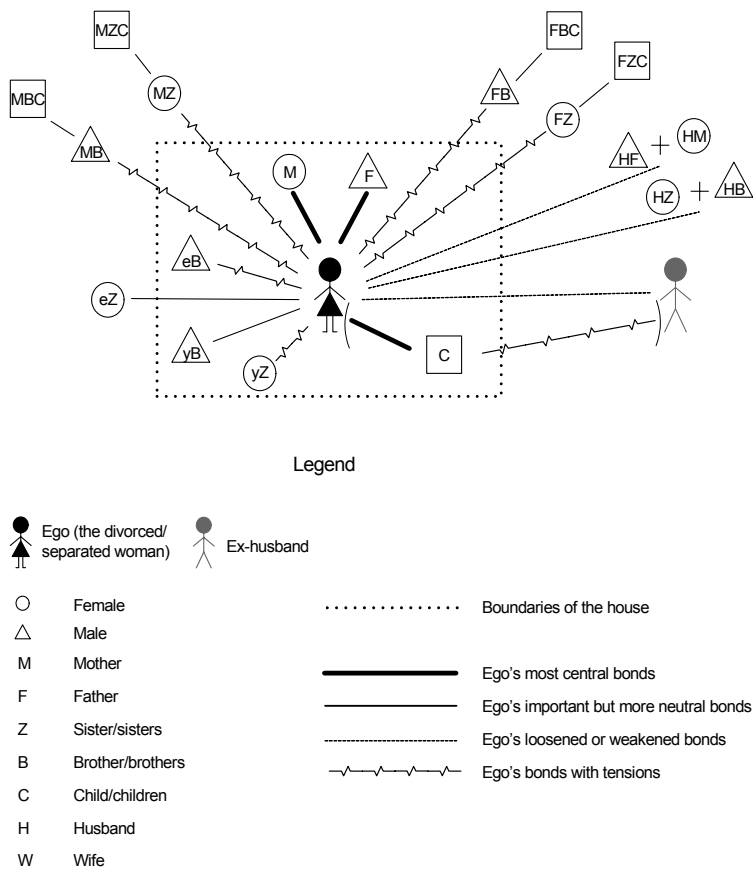 MZC
FBC
FZC
MBC
MZ
FB
FZ
MB
HF + HM
HZ + HB
M
F
eB
eZ
yB
yZ
C
Legend
Ego (the divorced/
separated woman)
Ex-husband
Female
Male
M Mother
F Father
Z Sister/sisters
B Brother/brothers
C Child/children
H Husband
W Wife
Boundaries of the house
Ego's most central bonds
Ego's important but more neutral bonds
Ego's loosened or weakened bonds
Ego's bonds with tensions